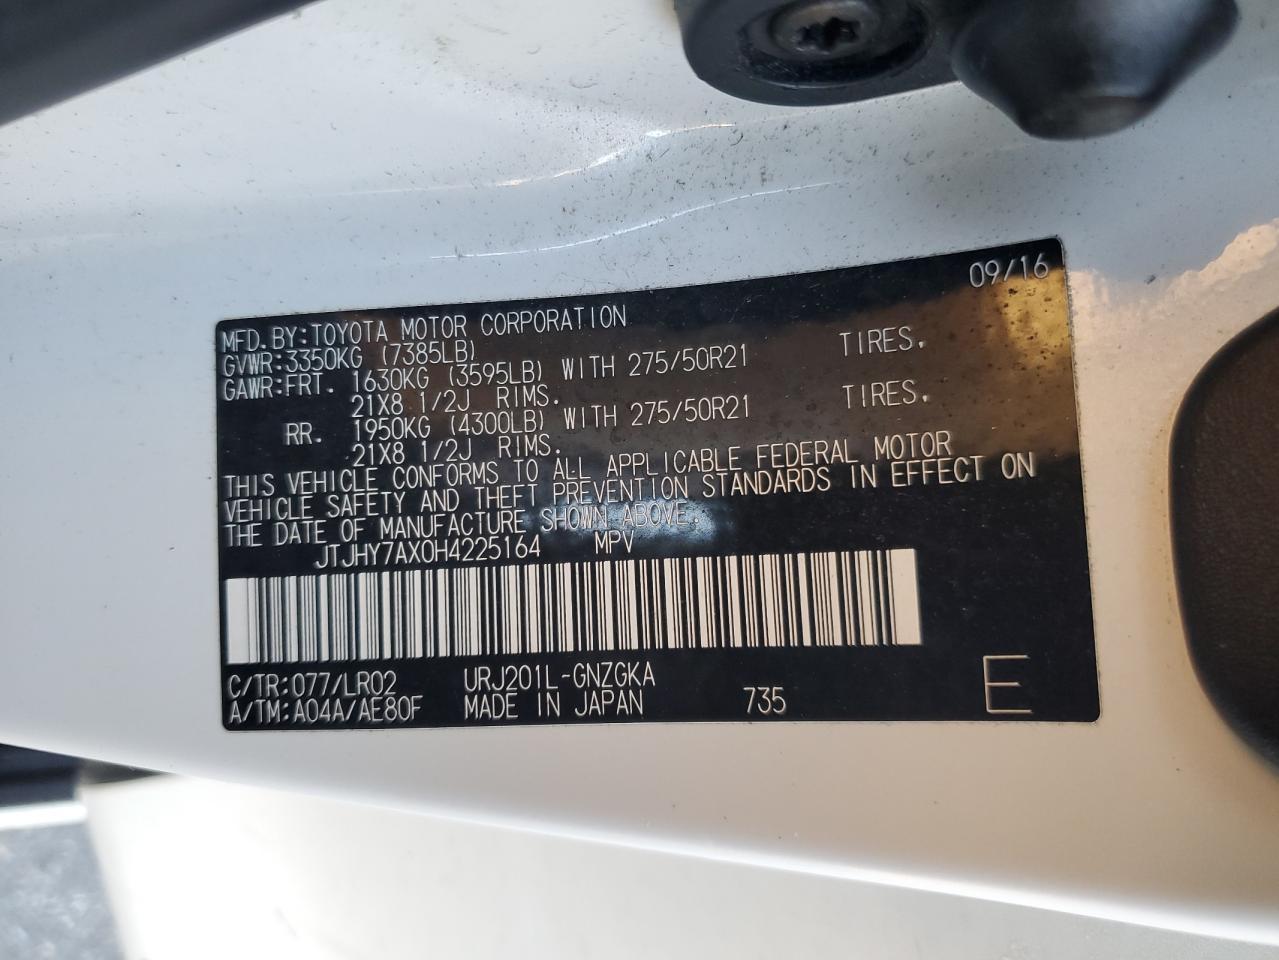 09/16
MFD. BY:TOYOTA MOTOR CORPORATION
GVWR:3350KG (7385LB)
GAWR:FRT. 1630KG (3595LB) WITH 275/50R21 TIRES.
21X8 1/2J RIMS.
RR. 1950KG (4300LB) WITH 275/50R21 TIRES.
21X8 1/2J RIMS.
THIS VEHICLE CONFORMS TO ALL APPLICABLE FEDERAL MOTOR
VEHICLE SAFETY AND THEFT PREVENTION STANDARDS IN EFFECT ON
THE DATE OF MANUFACTURE SHOWN ABOVE.
JTJHY7AX0H4225164 MPV
C/TR:077/LR02 URJ201L-GNZGKA
A/TM:A04A/AE80F MADE IN JAPAN 735 E